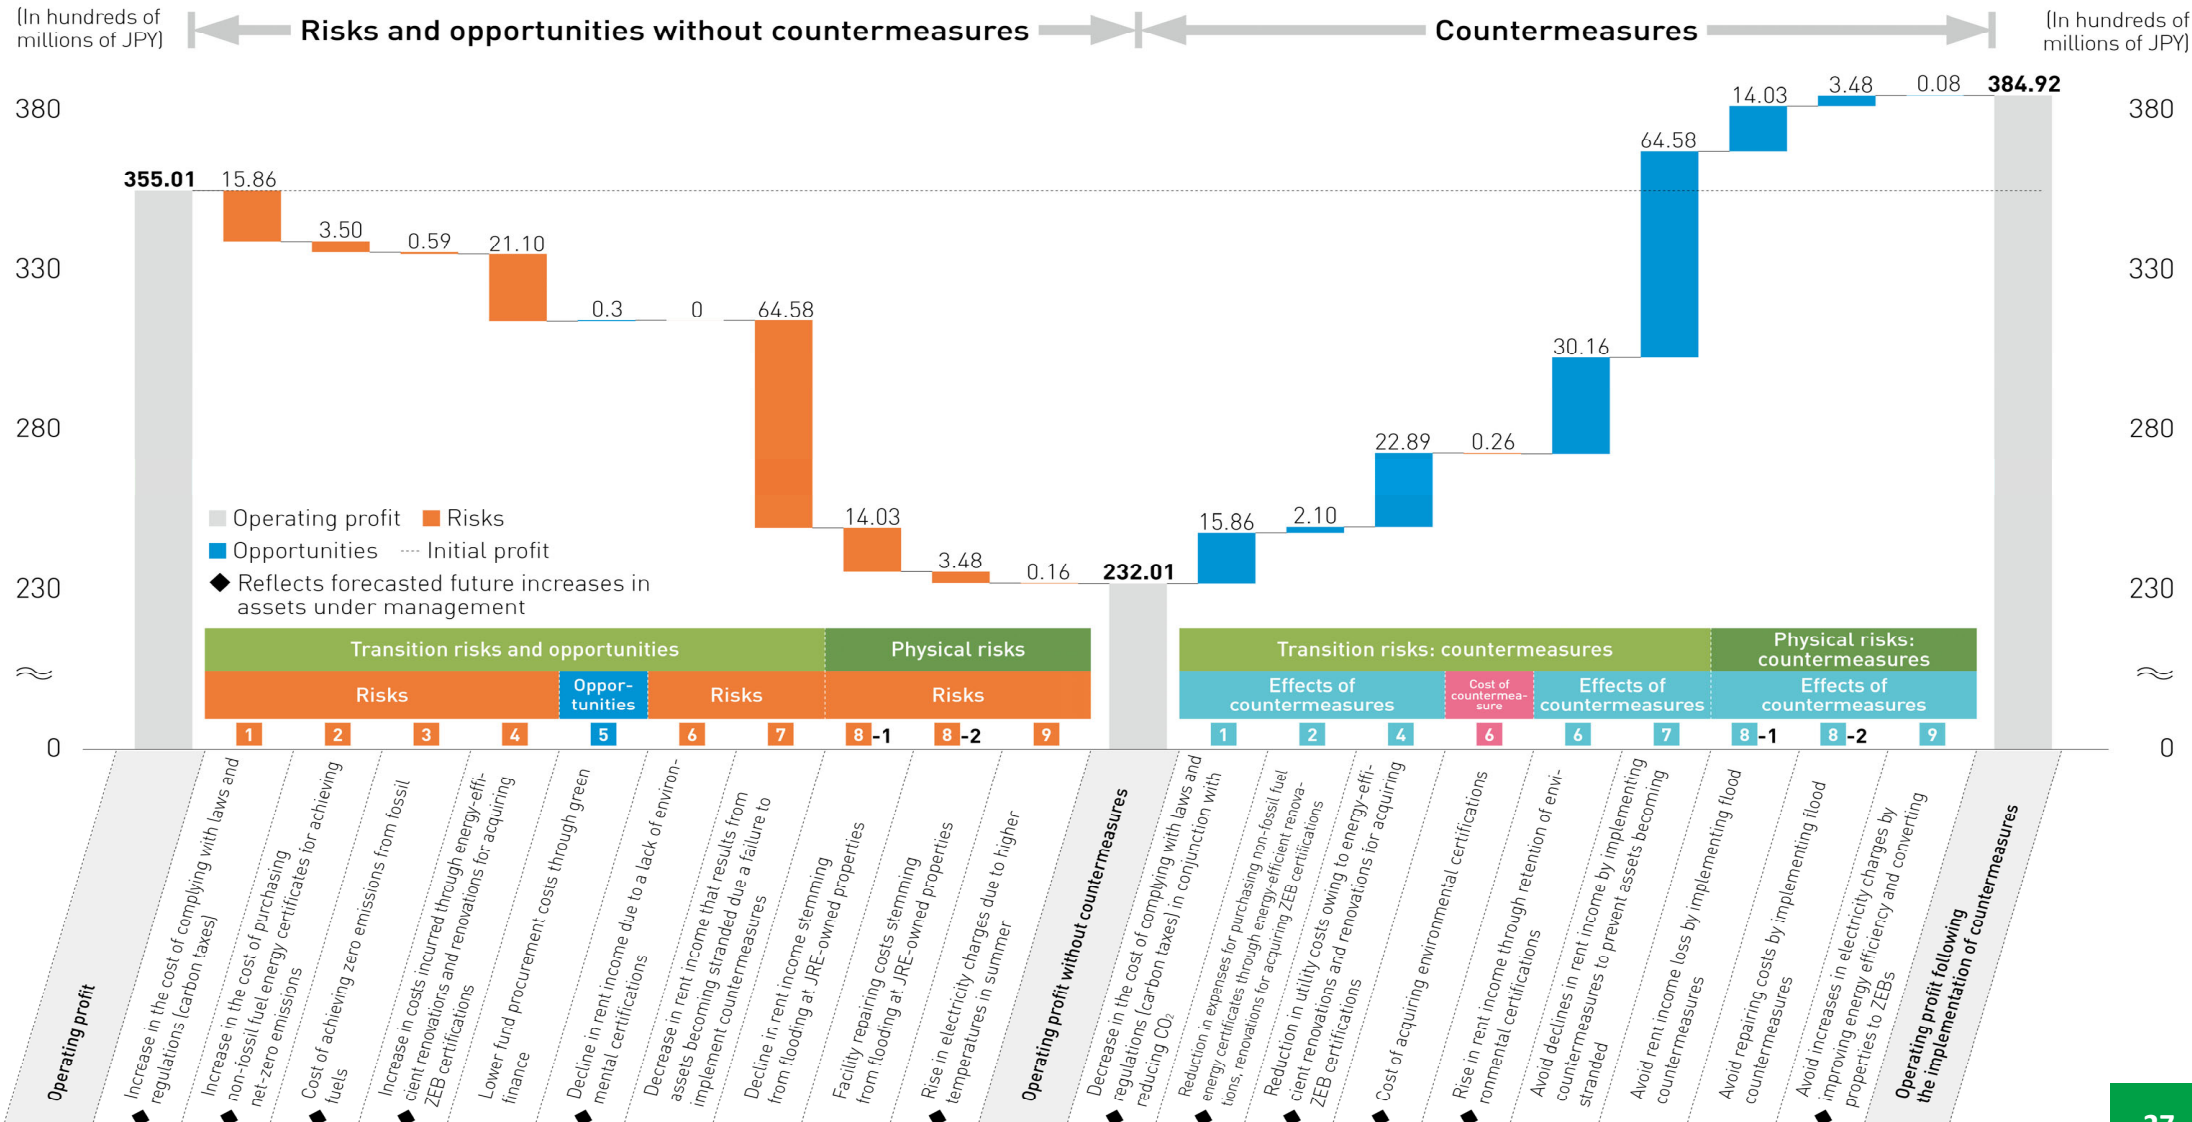 (In hundreds of
millions of JPY)
Risks and opportunities without countermeasures
Countermeasures
(In hundreds of
millions of JPY)
380
330
280
230
0
355.01
15.86
3.50
0.59
21.10
0.3
0
64.58
14.03
3.48
0.16
232.01
15.86
2.10
22.89
0.26
30.16
64.58
14.03
3.48
0.08
384.92
380
330
280
230
0
Operating profit
Risks
Opportunities
Initial profit
Reflects forecasted future increases in
assets under management
Transition risks and opportunities
Physical risks
Risks
Oppor-
tunities
Risks
Risks
1
2
3
4
5
6
7
8-1
8-2
9
Transition risks: countermeasures
Physical risks:
countermeasures
Effects of
countermeasures
Cost of
countermea-
sure
Effects of
countermeasures
Effects of
countermeasures
1
2
4
6
6
7
8-1
8-2
9
Operating profit
Increase in the cost of complying with laws and
regulations (carbon taxes)
Increase in the cost of purchasing
non-fossil fuel energy certificates for achieving
net-zero emissions
Cost of achieving zero emissions from fossil
fuels
Increase in costs incurred through energy-effi-
cient renovations and renovations for acquiring
ZEB certifications
Lower fund procurement costs through green
finance
Decline in rent income due to a lack of environ-
mental certifications
Decrease in rent income that results from
assets becoming stranded due a failure to
implement countermeasures
Decline in rent income stemming
from flooding at JRE-owned properties
Facility repairing costs stemming
from flooding at JRE-owned properties
Rise in electricity charges due to higher
temperatures in summer
Operating profit without countermeasures
Decrease in the cost of complying with laws and
regulations (carbon taxes) in conjunction with
reducing CO₂
Reduction in expenses for purchasing non-fossil fuel
energy certificates through energy-efficient renova-
tions, renovations for acquiring ZEB certifications
Reduction in utility costs owing to energy-effi-
cient renovations and renovations for acquiring
ZEB certifications
Cost of acquiring environmental certifications
Rise in rent income through retention of envi-
ronmental certifications
Avoid declines in rent income by implementing
countermeasures to prevent assets becoming
stranded
Avoid rent income loss by implementing flood
countermeasures
Avoid repairing costs by implementing flood
countermeasures
Avoid increases in electricity charges by
improving energy efficiency and converting
properties to ZEBs
Operating profit following
the implementation of countermeasures